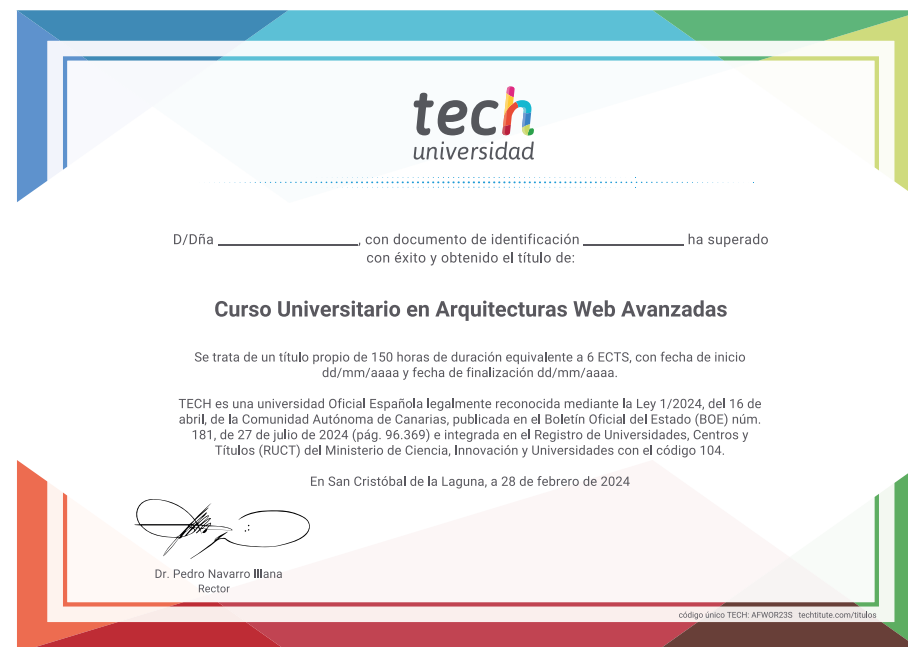 tech
universidad
D/Dña ____________________, con documento de identificación ______________ ha superado
con éxito y obtenido el título de:
Curso Universitario en Arquitecturas Web Avanzadas
Se trata de un título propio de 150 horas de duración equivalente a 6 ECTS, con fecha de inicio
dd/mm/aaaa y fecha de finalización dd/mm/aaaa.
TECH es una universidad Oficial Española legalmente reconocida mediante la Ley 1/2024, del 16 de
abril, de la Comunidad Autónoma de Canarias, publicada en el Boletín Oficial del Estado (BOE) núm.
181, de 27 de julio de 2024 (pág. 96.369) e integrada en el Registro de Universidades, Centros y
Títulos (RUCT) del Ministerio de Ciencia, Innovación y Universidades con el código 104.
En San Cristóbal de la Laguna, a 28 de febrero de 2024
Dr. Pedro Navarro Illana
Rector
código único TECH: AFWOR23S techtitute.com/titulos